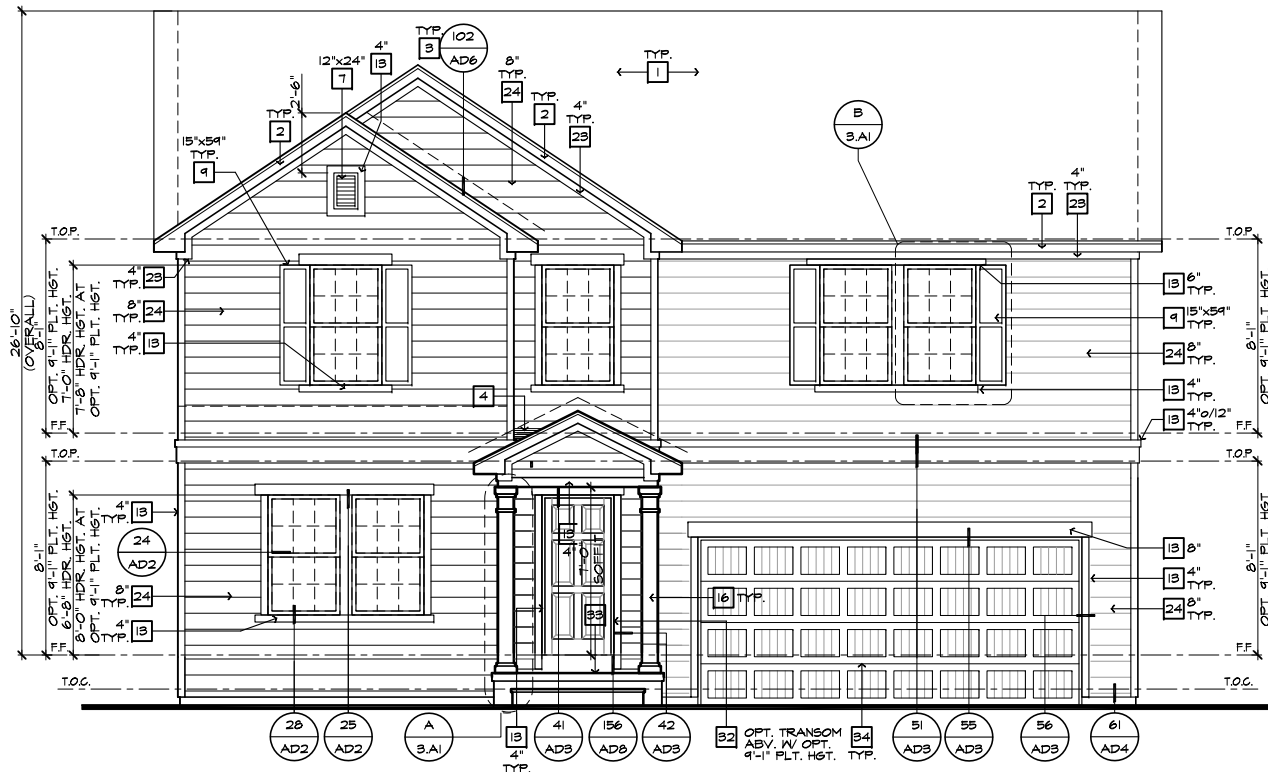 TYP.
3
102
AD6
4"
13
12"x24"
7
8"
TYP.
24
TYP.
1
TYP.
2
4"
TYP.
23
2'-6"
TYP.
2
15"x59"
TYP.
9
B
3.A1
TYP.
2
4"
TYP.
23
T.O.P.
T.O.P.
26'-10"
(OVERALL)
8'-1"
OPT. 9'-1" PLT. HGT.
7'-0" HDR. HGT.
7'-8" HDR. HGT. AT
OPT. 9'-1" PLT. HGT.
4"
TYP.
23
8"
TYP.
24
4"
TYP.
13
13
6"
TYP.
9
15"x59"
TYP.
24
8"
TYP.
13
4"
TYP.
13
4"o/12"
TYP.
8'-1"
OPT. 9'-1" PLT. HGT.
4
F.F.
F.F.
T.O.P.
T.O.P.
8'-1"
OPT. 9'-1" PLT. HGT.
6'-8" HDR. HGT.
8'-0" HDR. HGT. AT
OPT. 9'-1" PLT. HGT.
4"
TYP.
13
24
AD2
8"
TYP.
24
4"
TYP.
13
13
4"
7'-0"
SOFFIT
33
16
TYP.
13
8"
13
4"
TYP.
24
8"
TYP.
8'-1"
OPT. 9'-1" PLT. HGT.
F.F.
F.F.
T.O.C.
T.O.C.
28
AD2
25
AD2
A
3.A1
13
4"
TYP.
41
AD3
156
AD8
42
AD3
32
OPT. TRANSOM
ABV. W/ OPT.
9'-1" PLT. HGT.
34
TYP.
51
AD3
55
AD3
56
AD3
61
AD4